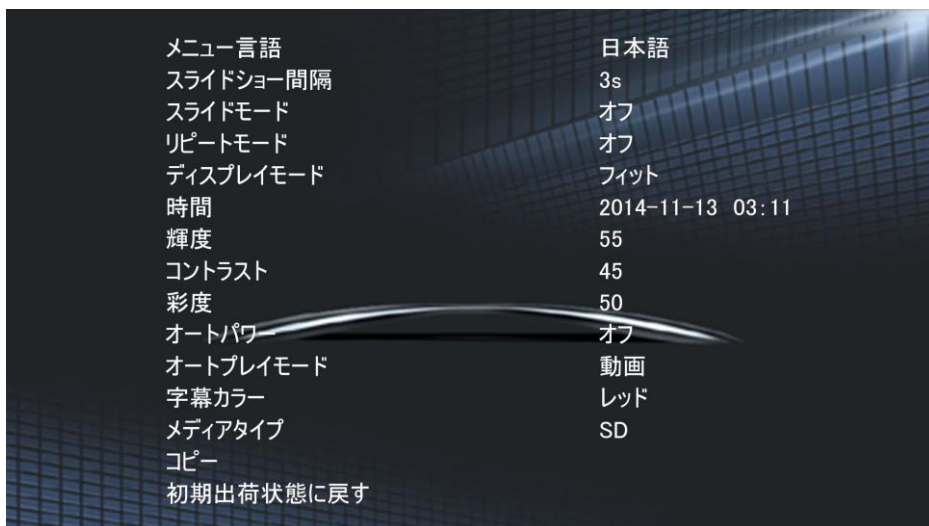 メニュー言語 日本語
スライドショー間隔 3s
スライドモード オフ
リピートモード オフ
ディスプレイモード フィット
時間 2014-11-13 03:11
輝度 55
コントラスト 45
彩度 50
オートパワー オフ
オートプレイモード 動画
字幕カラー レッド
メディアタイプ SD
コピー
初期出荷状態に戻す